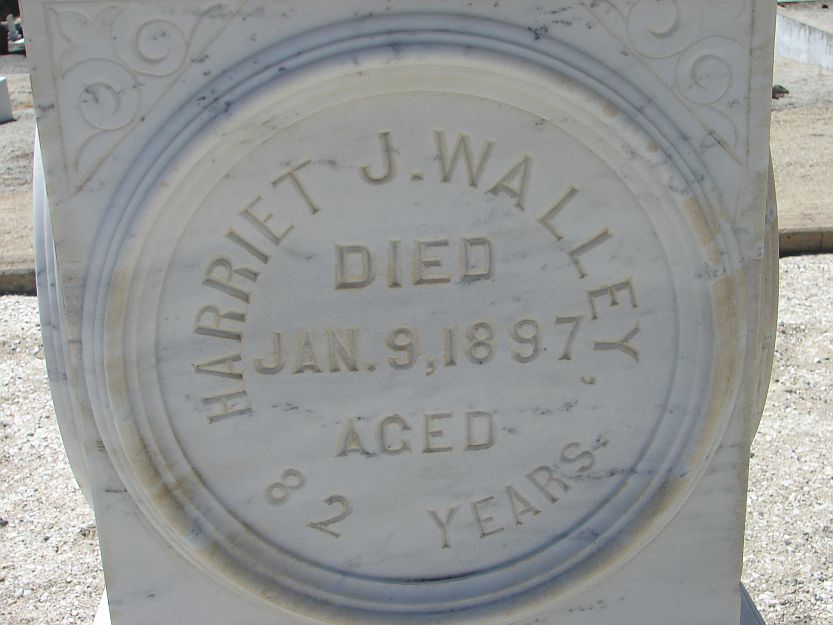 HARRIET J. WALLEY,
DIED
JAN. 9, 1897
AGED
82 YEARS.